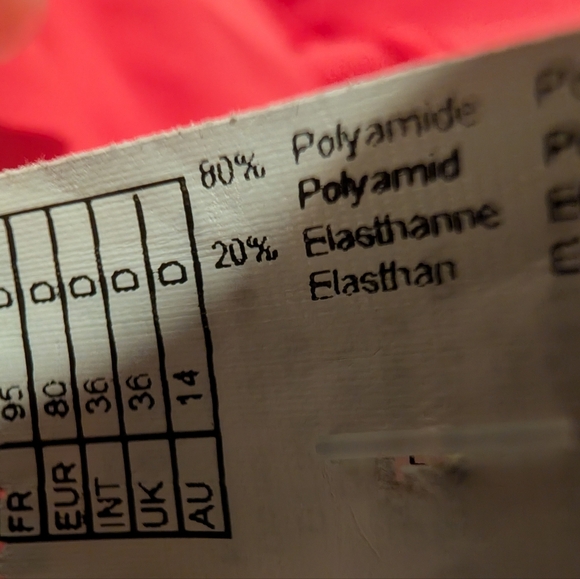 80% Polyamide
Polyamid
20% Elasthanne
Elasthan
FR 95 D
EUR 80 D
INT 36 D
UK 36 D
AU 14 D